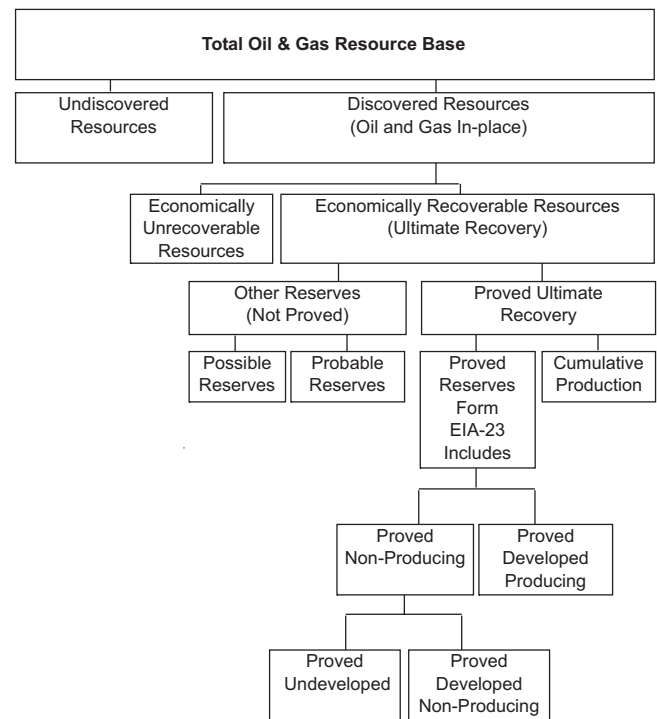 Total Oil & Gas Resource Base
Undiscovered
Resources
Discovered Resources
(Oil and Gas In-place)
Economically
Unrecoverable
Resources
Economically Recoverable Resources
(Ultimate Recovery)
Other Reserves
(Not Proved)
Proved Ultimate
Recovery
Possible
Reserves
Probable
Reserves
Proved
Reserves
Form
EIA-23
Includes
Cumulative
Production
Proved
Non-Producing
Proved
Developed
Producing
Proved
Undeveloped
Proved
Developed
Non-Producing